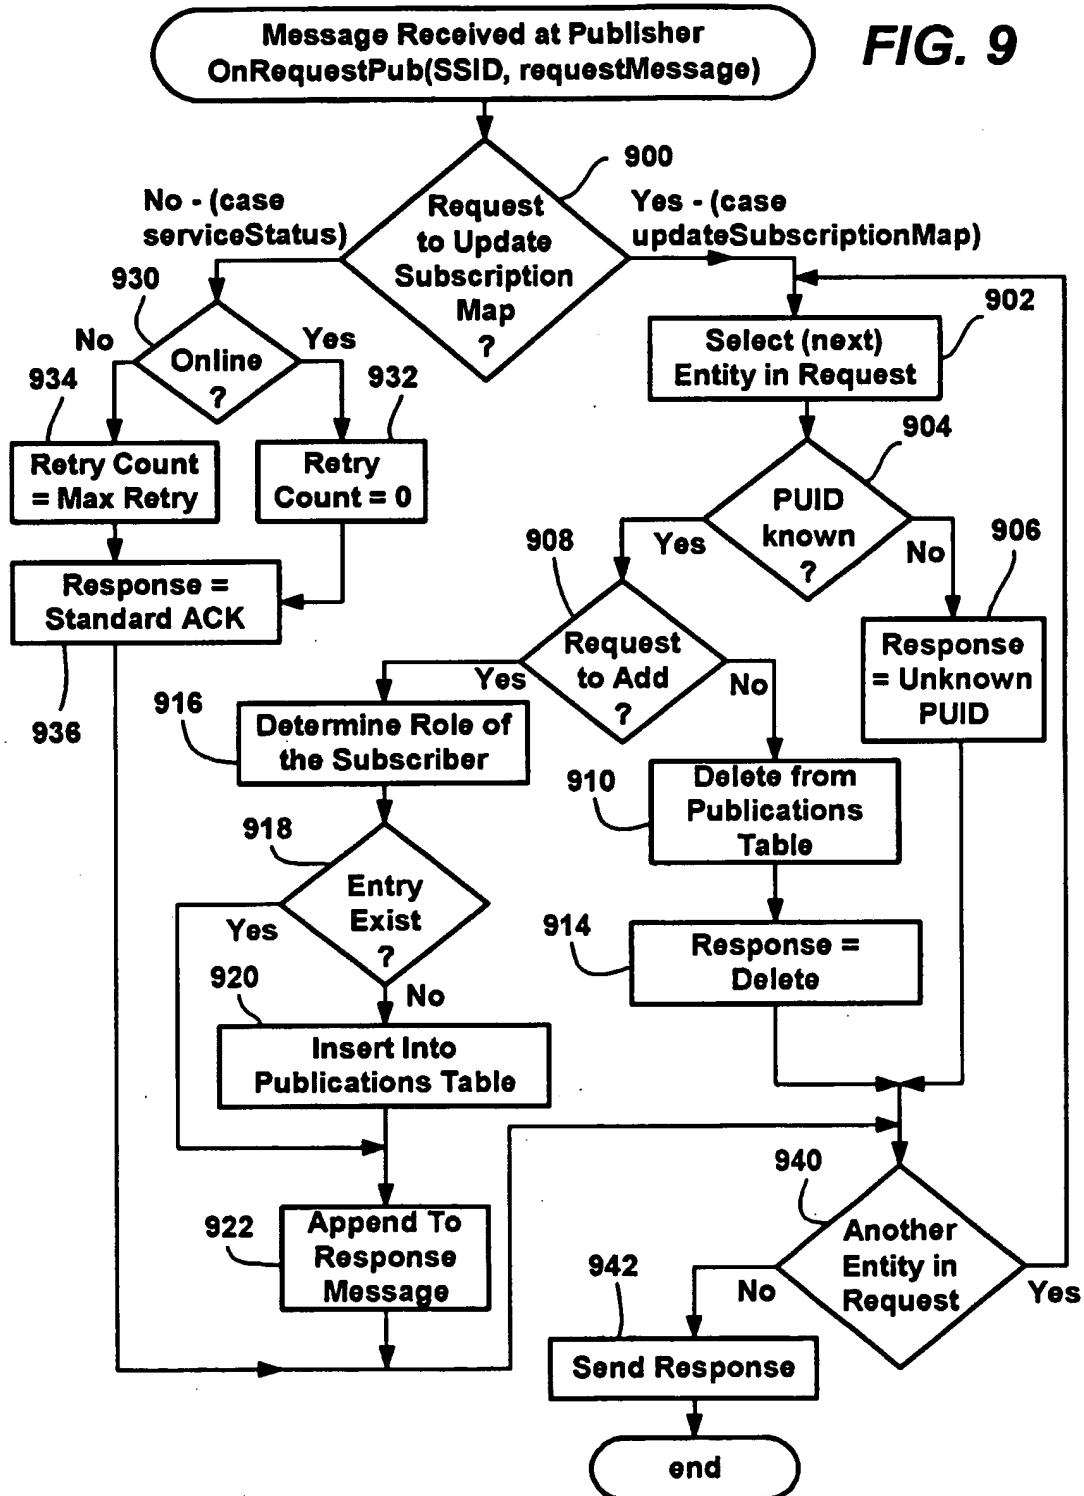 Message Received at Publisher
OnRequestPub(SSID, requestMessage)
FIG. 9
900
No - (case
serviceStatus)
Request
to Update
Subscription
Map
?
Yes - (case
updateSubscriptionMap)
930
No
Online
?
Yes
902
Select (next)
Entity in Request
934
932
Retry Count
= Max Retry
Retry
Count = 0
904
PUID
known
?
Yes
No
908
906
Response =
Standard ACK
936
Request
to Add
?
Yes
No
Response
= Unknown
PUID
916
Determine Role of
the Subscriber
910
Delete from
Publications
Table
918
Entry
Exist
?
Yes
No
914
Response =
Delete
920
Insert Into
Publications Table
922
Append To
Response
Message
940
Another
Entity in
Request
No
Yes
942
Send Response
end